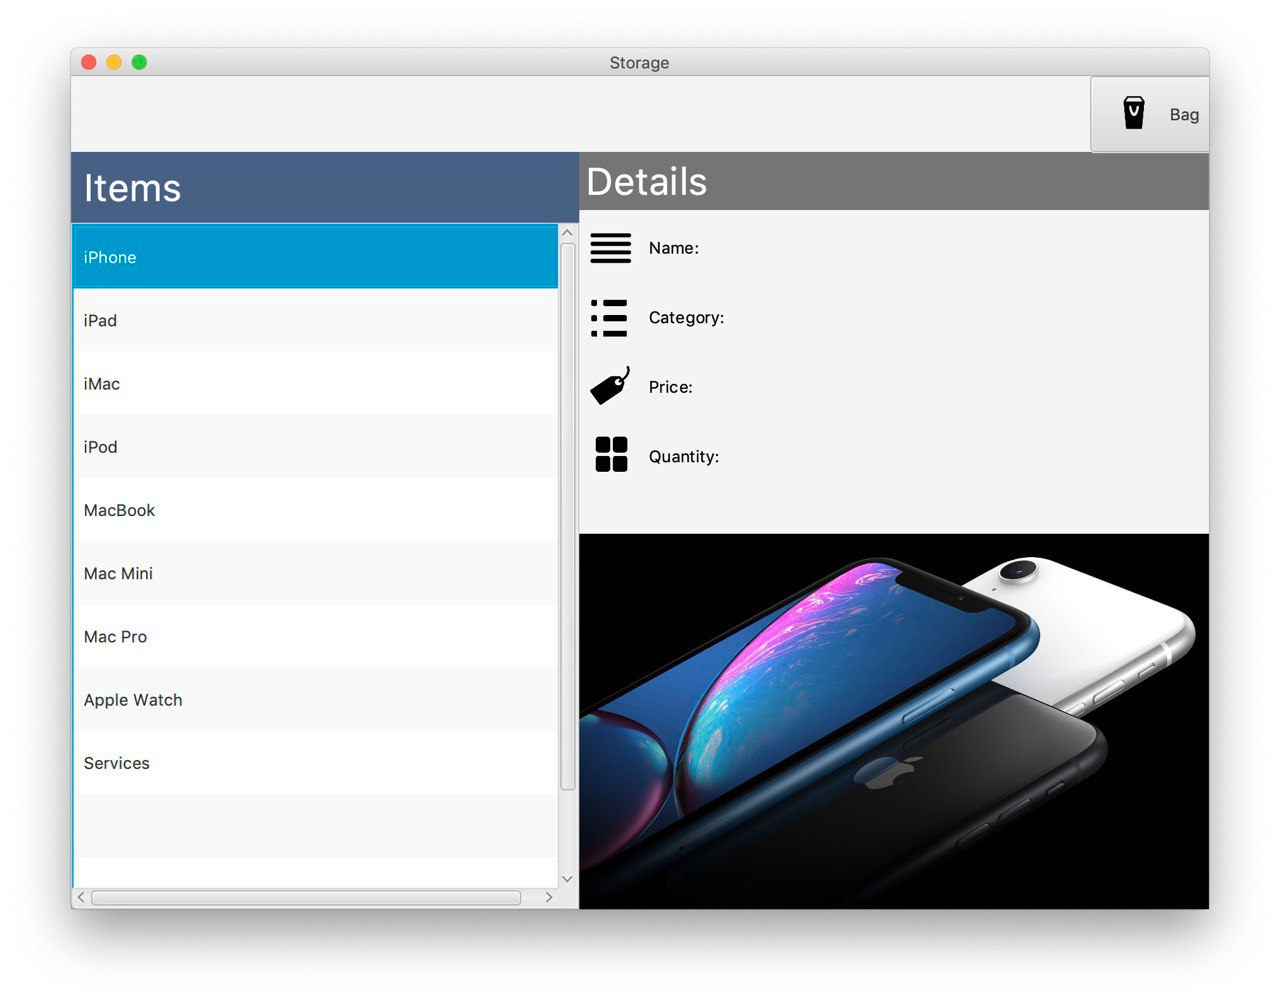 Storage
Bag
Items
iPhone
iPad
iMac
iPod
MacBook
Mac Mini
Mac Pro
Apple Watch
Services
Details
Name:
Category:
Price:
Quantity: